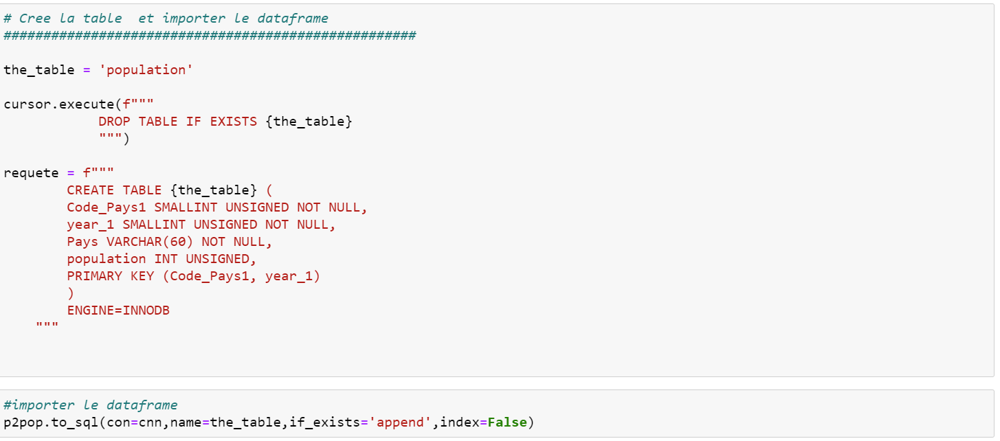 # Cree la table  et importer le dataframe
####################################################
the_table = 'population'
cursor.execute(f"""
            DROP TABLE IF EXISTS {the_table}
            """)
requete = f"""
        CREATE TABLE {the_table} (
        Code_Pays1 SMALLINT UNSIGNED NOT NULL,
        year_1 SMALLINT UNSIGNED NOT NULL,
        Pays VARCHAR(60) NOT NULL,
        population INT UNSIGNED,
        PRIMARY KEY (Code_Pays1, year_1)
        )
        ENGINE=INNODB
    """
#importer le dataframe
p2pop.to_sql(con=cnn,name=the_table,if_exists='append',index=False)